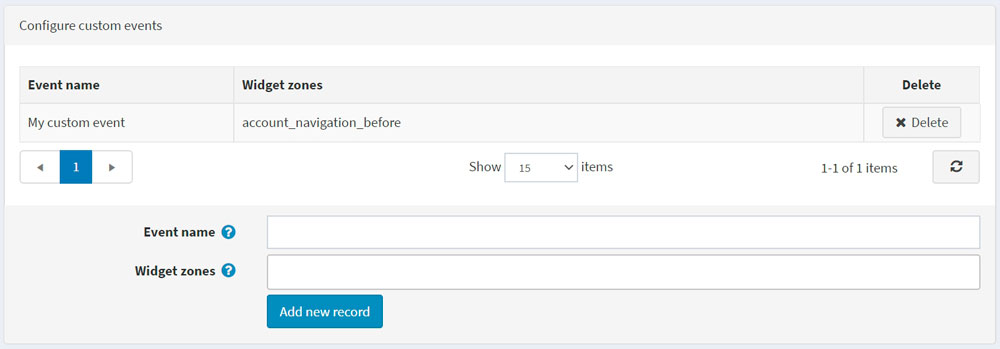 Configure custom events
Event name Widget zones Delete
My custom event account_navigation_before Delete
1 Show 15 items 1-1 of 1 items
Event name ?
Widget zones ?
Add new record